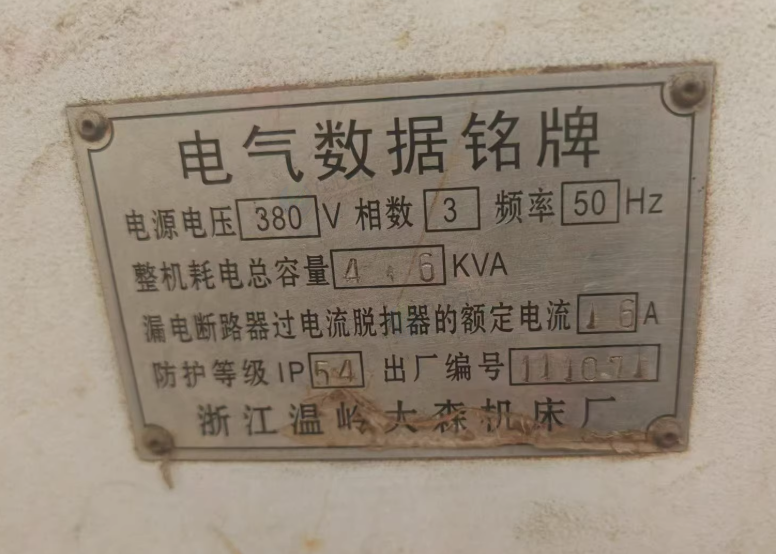 电气数据铭牌
电源电压 380 V 相数 3 频率 50 Hz
整机耗电总容量 4.6 KVA
漏电断路器过电流脱扣器的额定电流 16 A
防护等级 IP 54 出厂编号 111071
浙江温岭大森机床厂